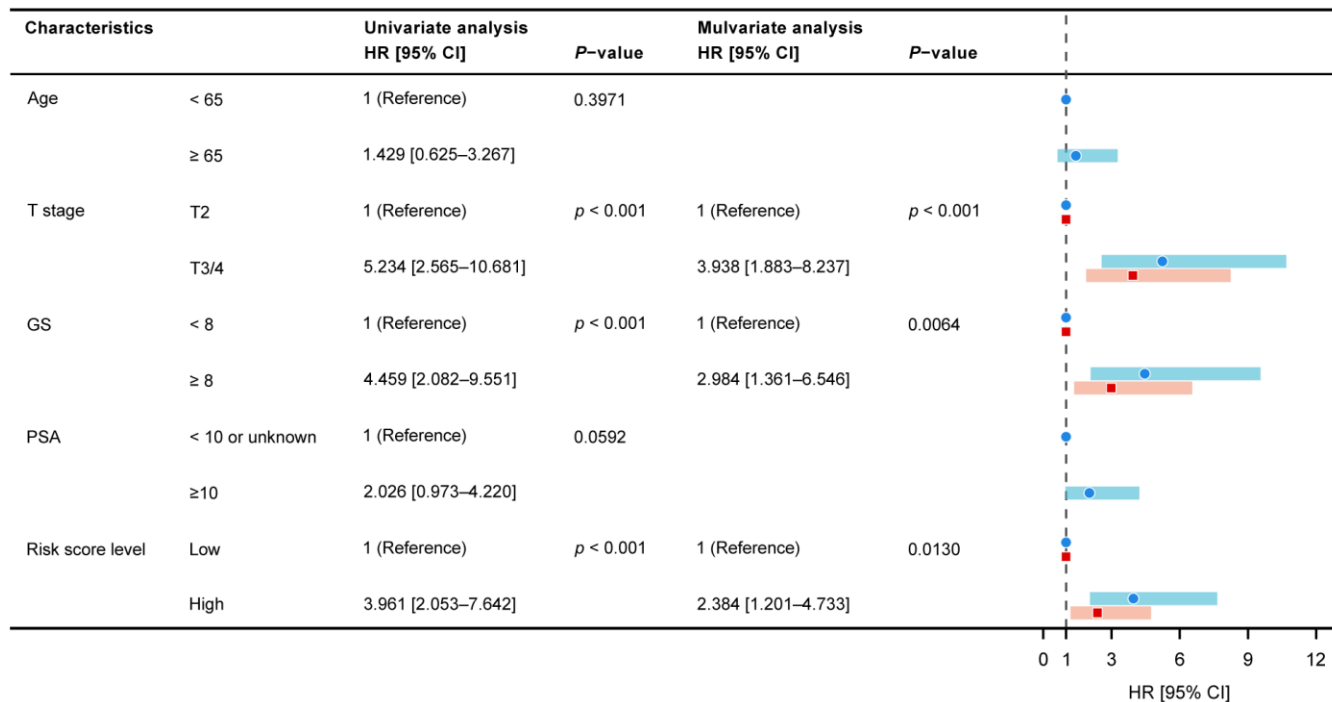 Characteristics Univariate analysis Mulvariate analysis
HR [95% CI] P−value HR [95% CI] P−value
Age < 65 1 (Reference) 0.3971
≥ 65 1.429 [0.625–3.267]
T stage T2 1 (Reference) p < 0.001 1 (Reference) p < 0.001
T3/4 5.234 [2.565–10.681] 3.938 [1.883–8.237]
GS < 8 1 (Reference) p < 0.001 1 (Reference) 0.0064
≥ 8 4.459 [2.082–9.551] 2.984 [1.361–6.546]
PSA < 10 or unknown 1 (Reference) 0.0592
≥10 2.026 [0.973–4.220]
Risk score level Low 1 (Reference) p < 0.001 1 (Reference) 0.0130
High 3.961 [2.053–7.642] 2.384 [1.201–4.733]
0 1 3 6 9 12
HR [95% CI]